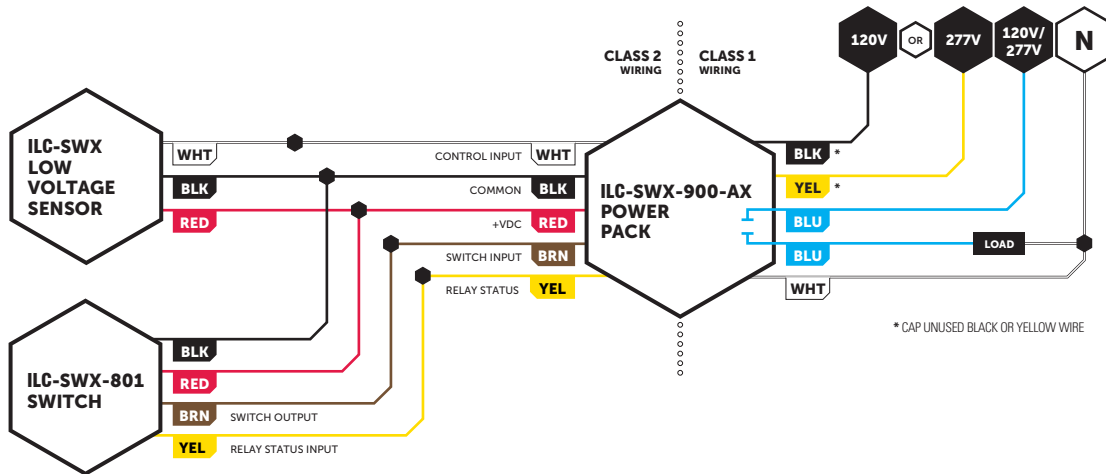 120V
OR
277V
120V/
277V
N
CLASS 2
WIRING
CLASS 1
WIRING
ILC-SWX
LOW
VOLTAGE
SENSOR
WHT
BLK
RED
CONTROL INPUT
WHT
COMMON
BLK
+VDC
RED
SWITCH INPUT
BRN
RELAY STATUS
YEL
ILC-SWX-900-AX
POWER
PACK
BLK *
YEL *
BLU
BLU
LOAD
WHT
* CAP UNUSED BLACK OR YELLOW WIRE
ILC-SWX-801
SWITCH
BLK
RED
BRN
SWITCH OUTPUT
YEL
RELAY STATUS INPUT